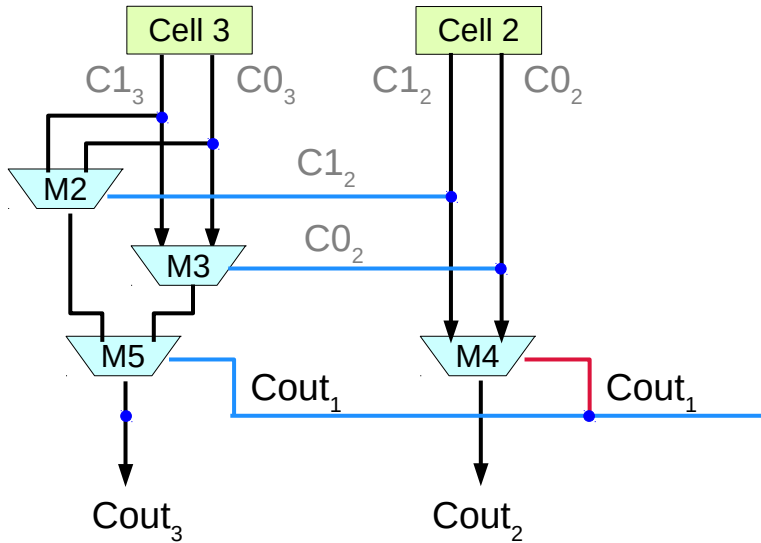 Cell 3
Cell 2
C1₃
C0₃
C1₂
C0₂
C1₂
M2
C0₂
M3
M5
M4
Cout₁
Cout₁
Cout₃
Cout₂